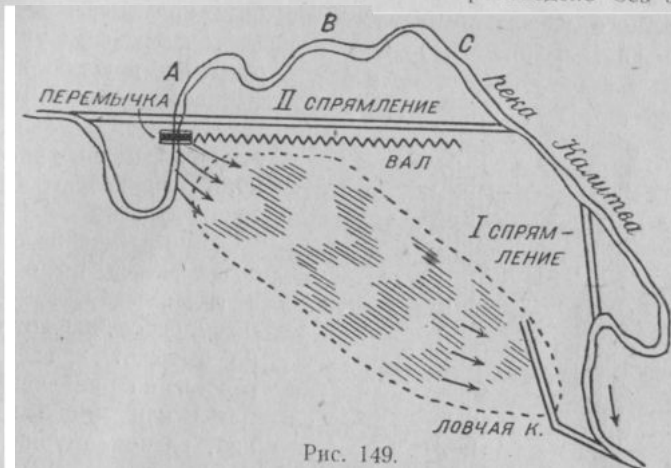 A
B
C
ПЕРЕМЫЧКА
II СПРЯМЛЕНИЕ
река
Калитва
ВАЛ
I СПРЯМ-
ЛЕНИЕ
ЛОВЧАЯ К.
Рис. 149.